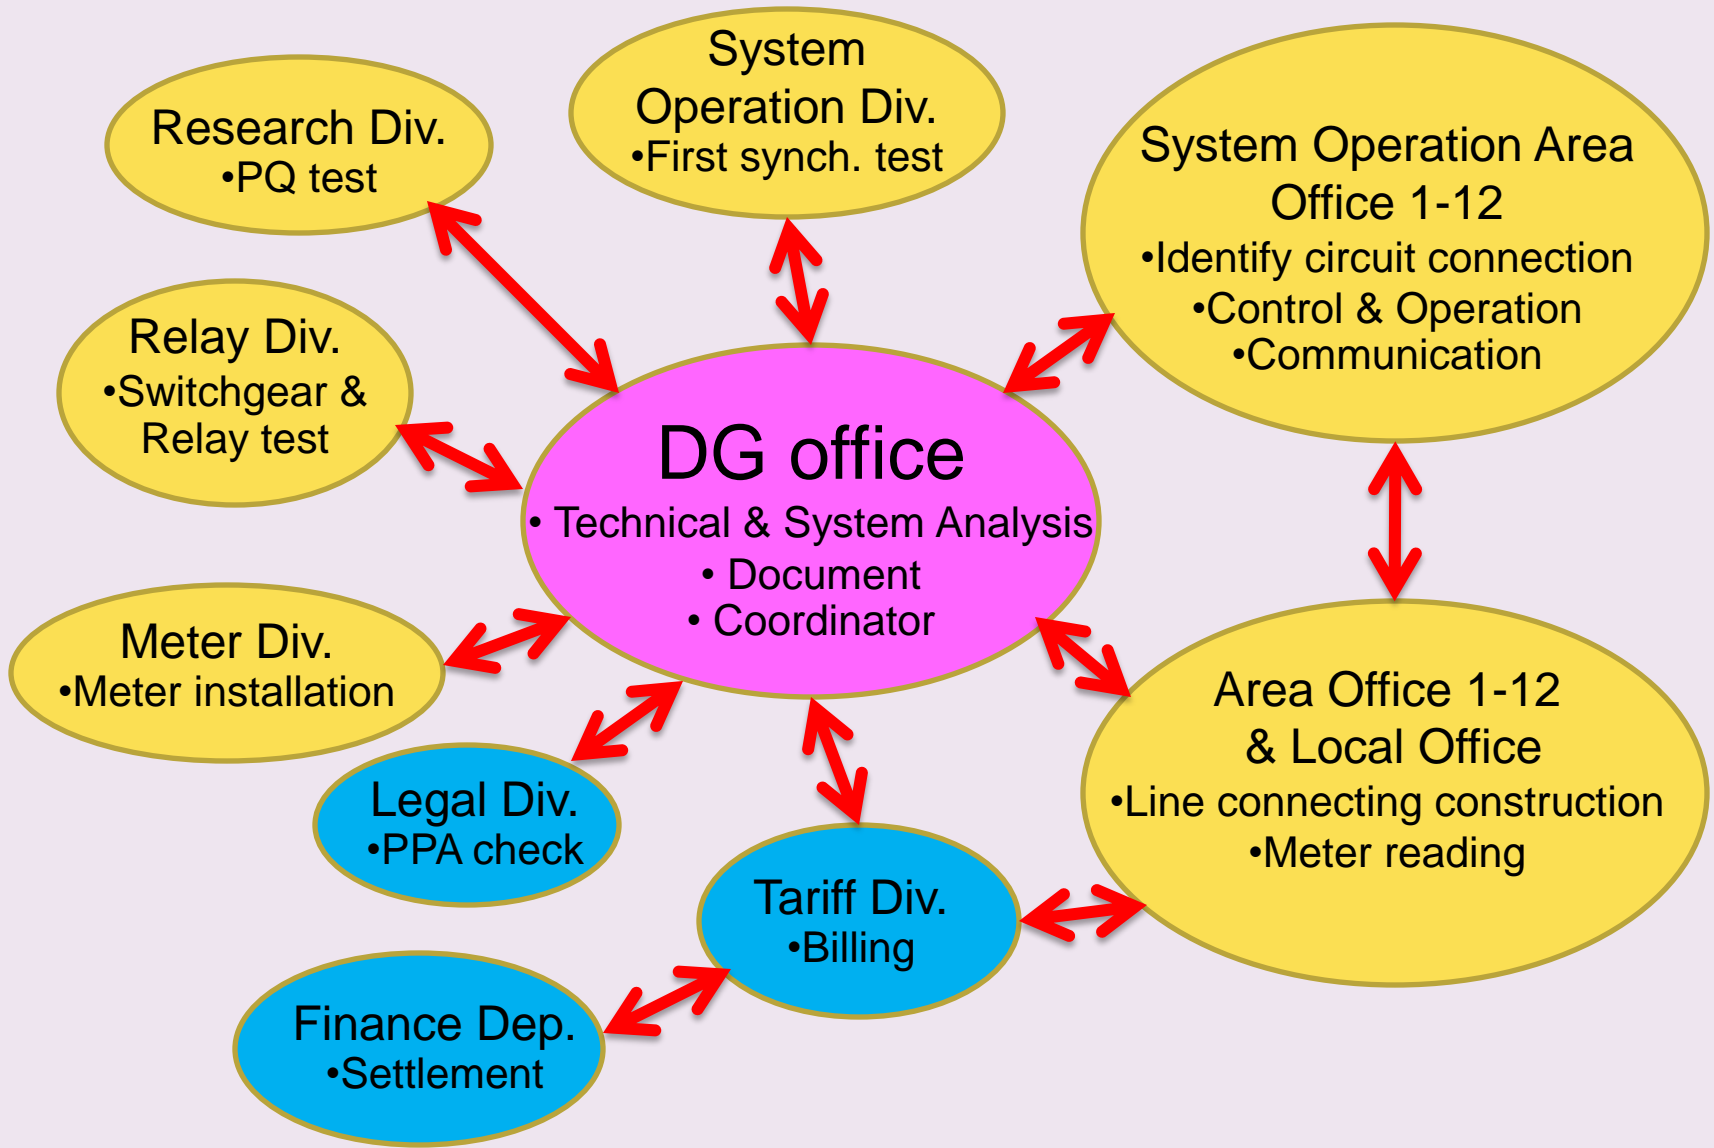 System
Operation Div.
•First synch. test
Research Div.
•PQ test
System Operation Area
Office 1-12
•Identify circuit connection
•Control & Operation
•Communication
Relay Div.
•Switchgear &
Relay test
DG office
• Technical & System Analysis
• Document
• Coordinator
Meter Div.
•Meter installation
Area Office 1-12
& Local Office
•Line connecting construction
•Meter reading
Legal Div.
•PPA check
Tariff Div.
•Billing
Finance Dep.
•Settlement